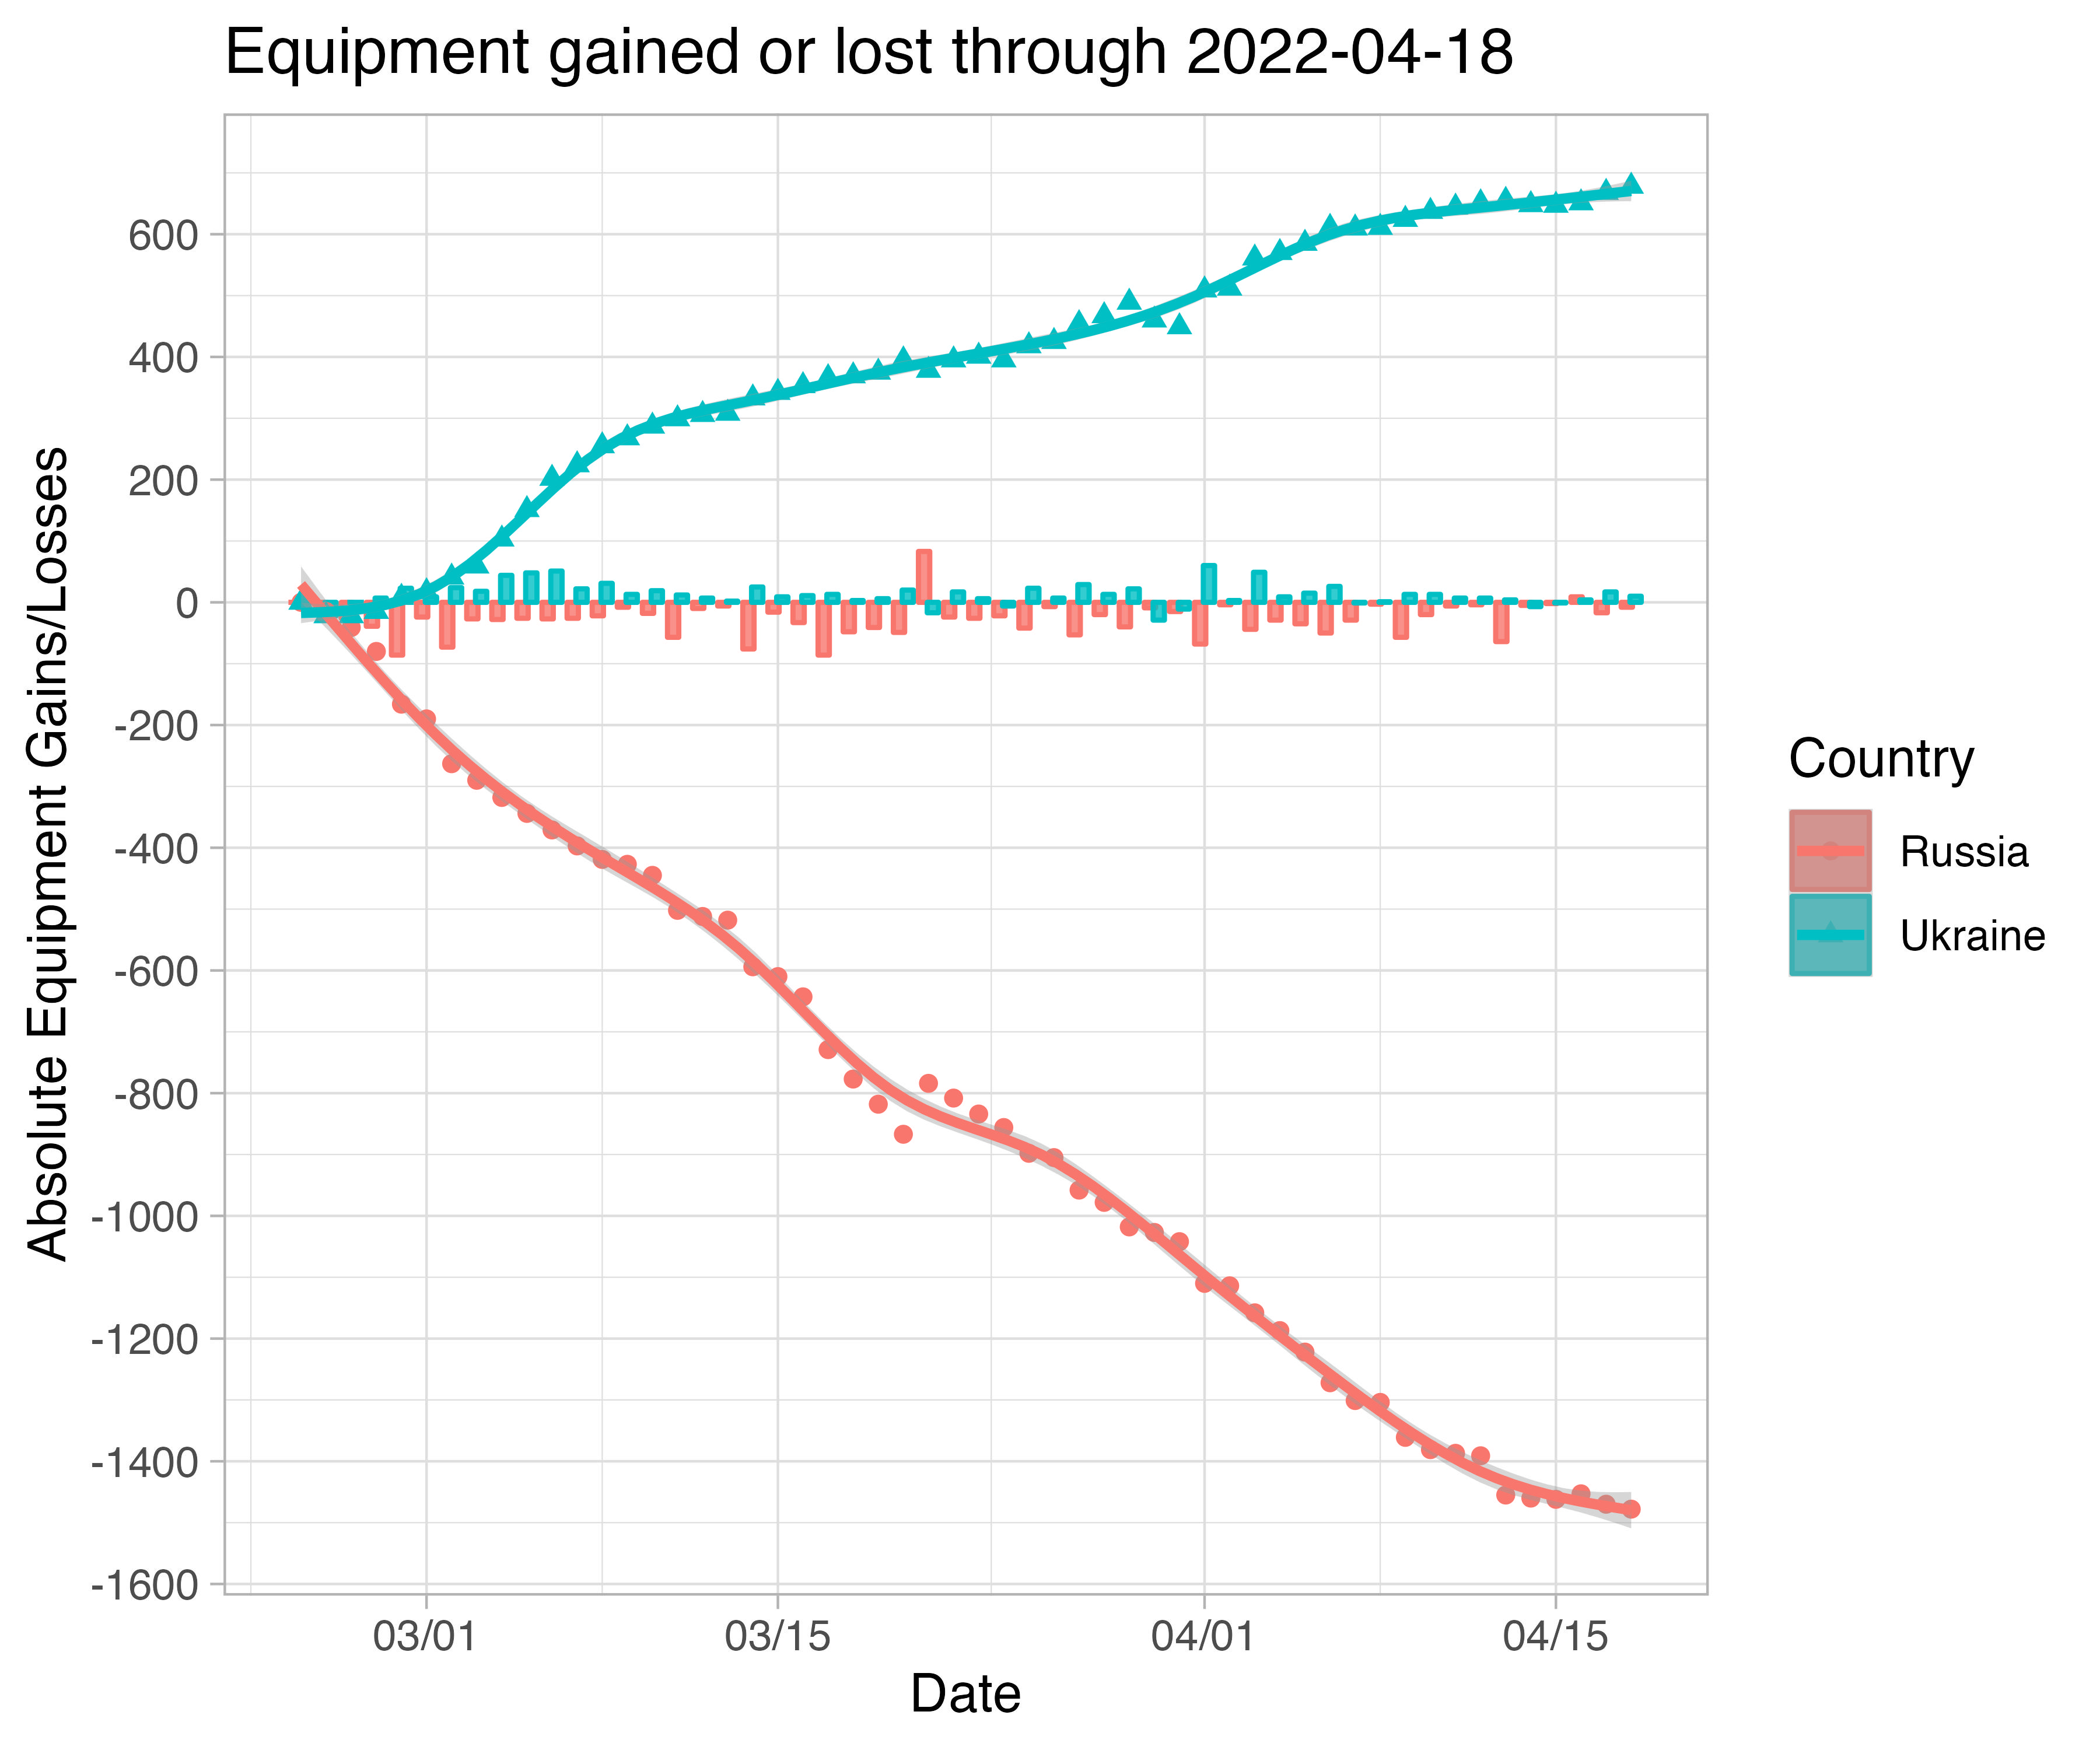 Equipment gained or lost through 2022-04-18
Absolute Equipment Gains/Losses
600
400
200
0
-200
-400
-600
-800
-1000
-1200
-1400
-1600
03/01
03/15
04/01
04/15
Date
Country
Russia
Ukraine